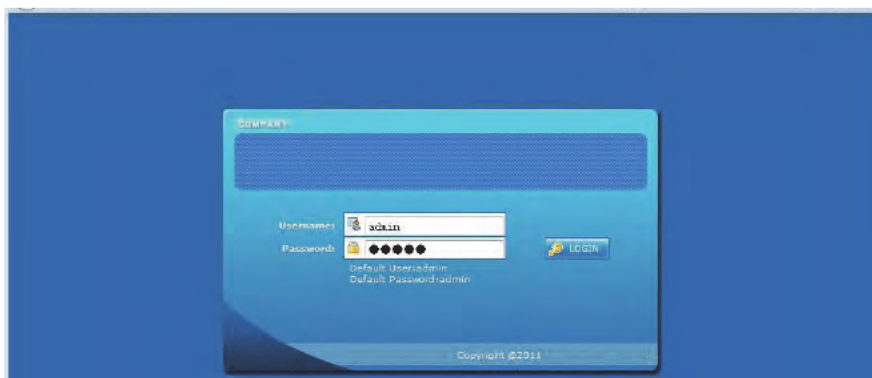 COMPANY
Username: admin
Password: ●●●●●
LOGIN
Default User:admin
Default Password:admin
Copyright @2011